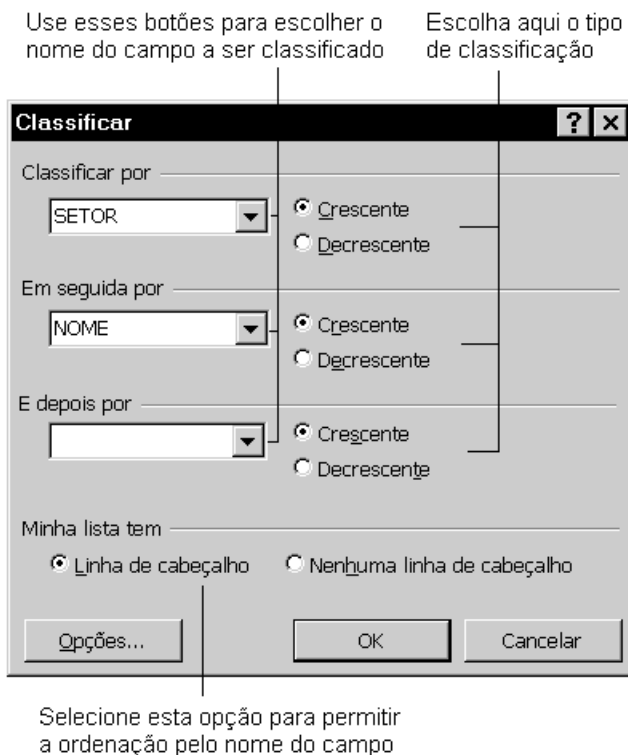 Use esses botões para escolher o
nome do campo a ser classificado
Escolha aqui o tipo
de classificação
Classificar
Classificar por
SETOR
Crescente
Decrescente
Em seguida por
NOME
Crescente
Decrescente
E depois por
Crescente
Decrescente
Minha lista tem
Linha de cabeçalho
Nenhuma linha de cabeçalho
Opções...
OK
Cancelar
Selecione esta opção para permitir
a ordenação pelo nome do campo